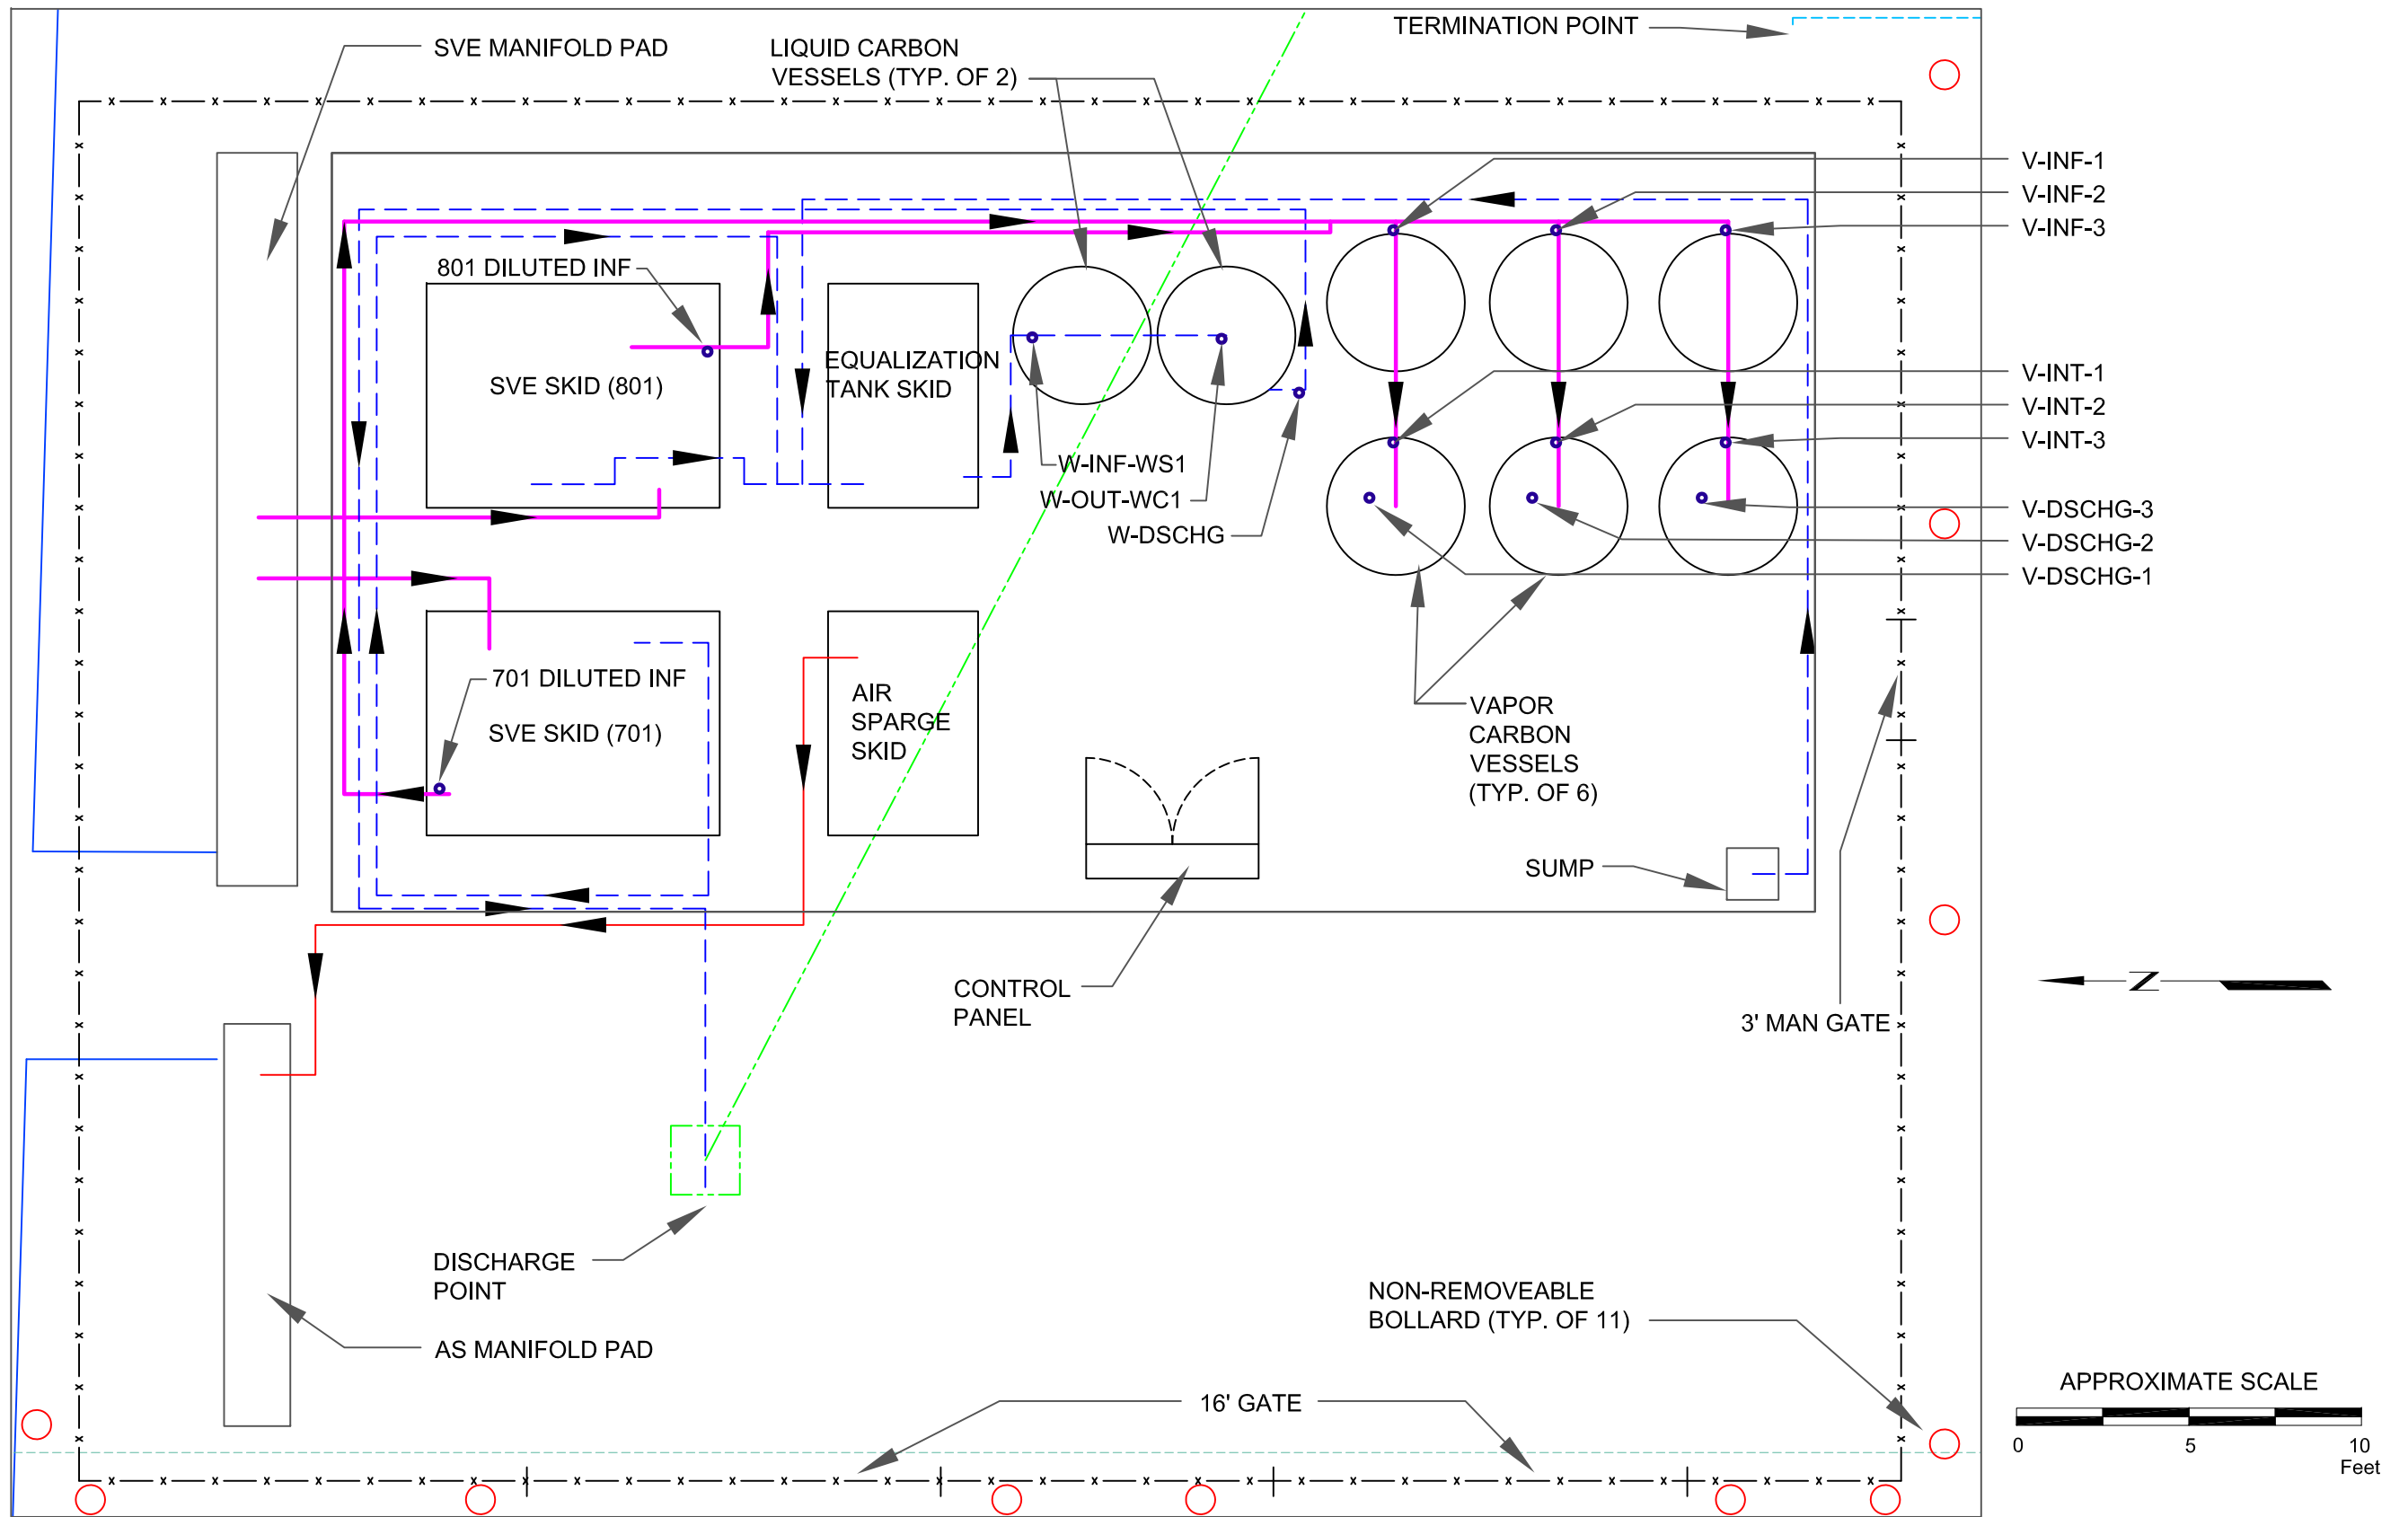 TERMINATION POINT
SVE MANIFOLD PAD
LIQUID CARBON
VESSELS (TYP. OF 2)
V-INF-1
V-INF-2
V-INF-3
801 DILUTED INF
SVE SKID (801)
EQUALIZATION
TANK SKID
V-INT-1
V-INT-2
V-INT-3
W-INF-WS1
W-OUT-WC1
W-DSCHG
V-DSCHG-3
V-DSCHG-2
V-DSCHG-1
701 DILUTED INF
SVE SKID (701)
AIR
SPARGE
SKID
VAPOR
CARBON
VESSELS
(TYP. OF 6)
SUMP
CONTROL
PANEL
3' MAN GATE
N
DISCHARGE
POINT
AS MANIFOLD PAD
NON-REMOVEABLE
BOLLARD (TYP. OF 11)
16' GATE
APPROXIMATE SCALE
0 5 10
Feet